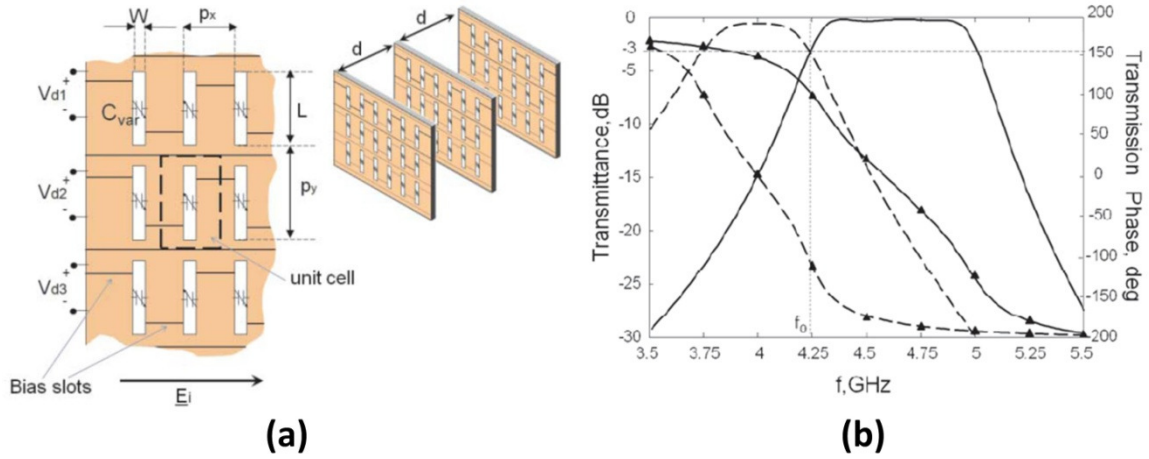 W
px
d
d
Vd1
+
-
Cvar
L
Vd2
+
-
py
unit cell
Vd3
+
-
Bias slots
Ei
(a)
Transmittance,dB
0
-3
-5
-10
-15
-20
-25
-30
200
150
100
50
0
-50
-100
-150
-200
Transmission Phase, deg
fo
3.5 3.75 4 4.25 4.5 4.75 5 5.25 5.5
f,GHz
(b)